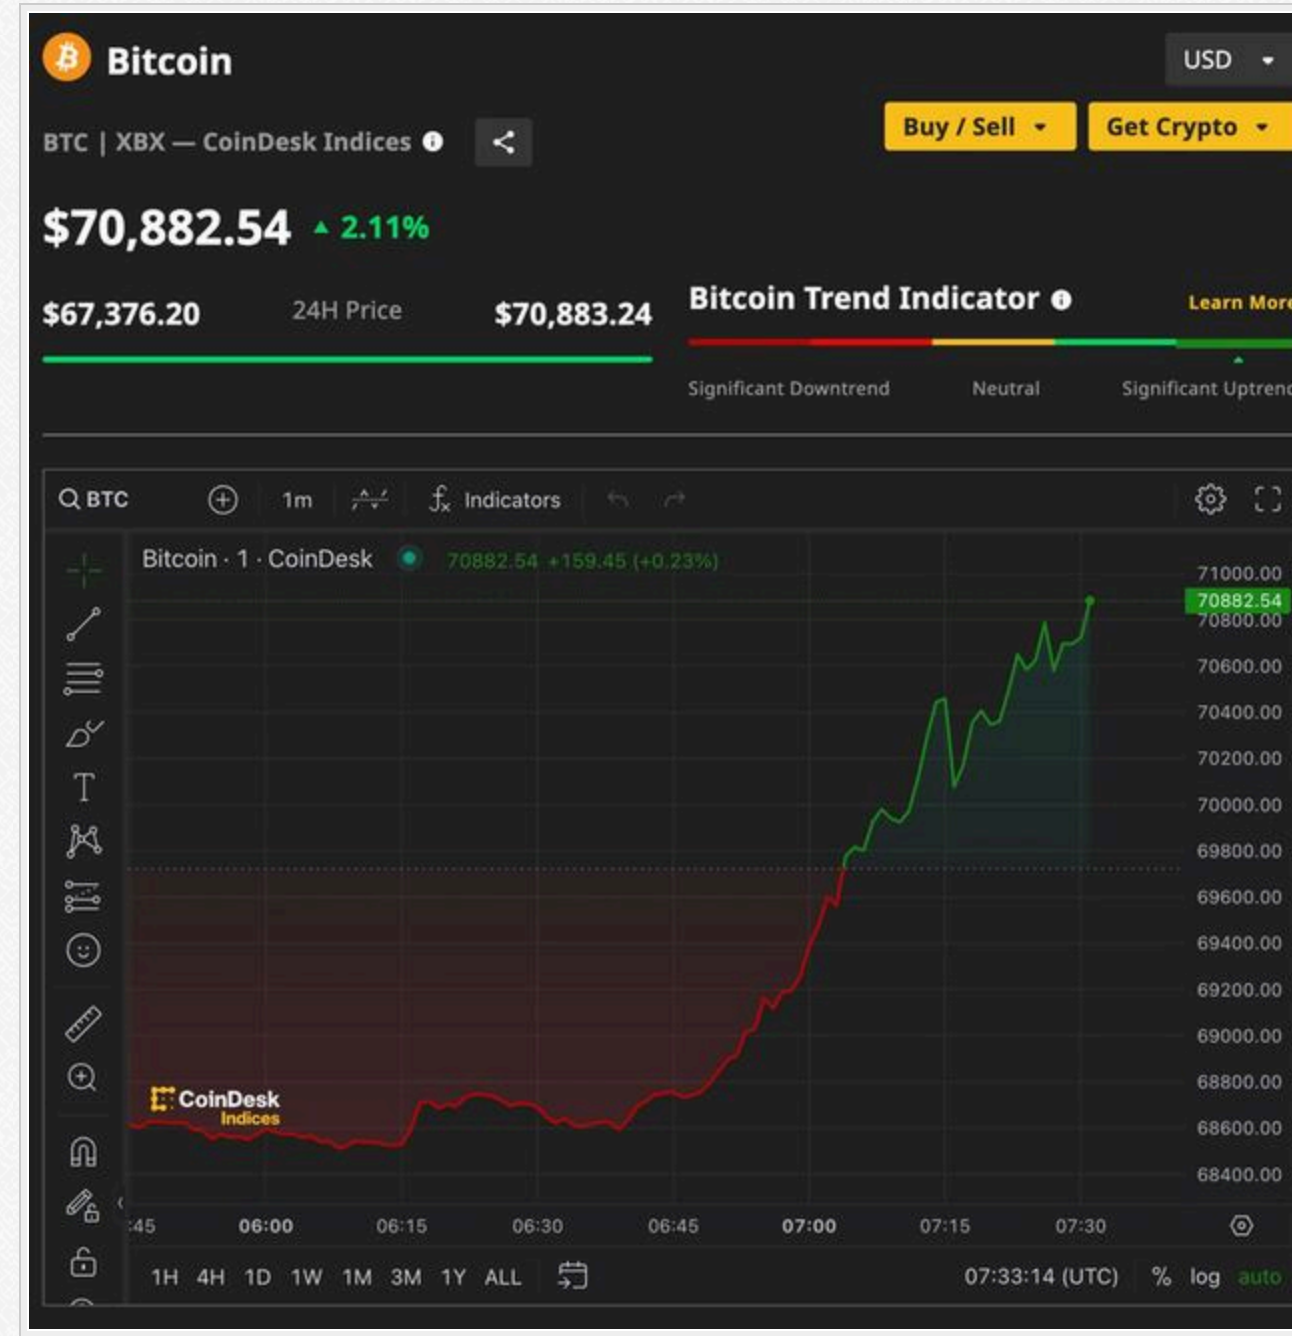 Bitcoin
USD
BTC | XBX — CoinDesk Indices
Buy / Sell
Get Crypto
$70,882.54 ▲ 2.11%
$67,376.20 24H Price $70,883.24
Bitcoin Trend Indicator
Learn More
Significant Downtrend Neutral Significant Uptrend
BTC 1m Indicators
Bitcoin · 1 · CoinDesk 70882.54 +159.45 (+0.23%)
71000.00
70882.54
70800.00
70600.00
70400.00
70200.00
70000.00
69800.00
69600.00
69400.00
69200.00
69000.00
68800.00
68600.00
68400.00
CoinDesk
Indices
:45 06:00 06:15 06:30 06:45 07:00 07:15 07:30
1H 4H 1D 1W 1M 3M 1Y ALL 07:33:14 (UTC) % log auto